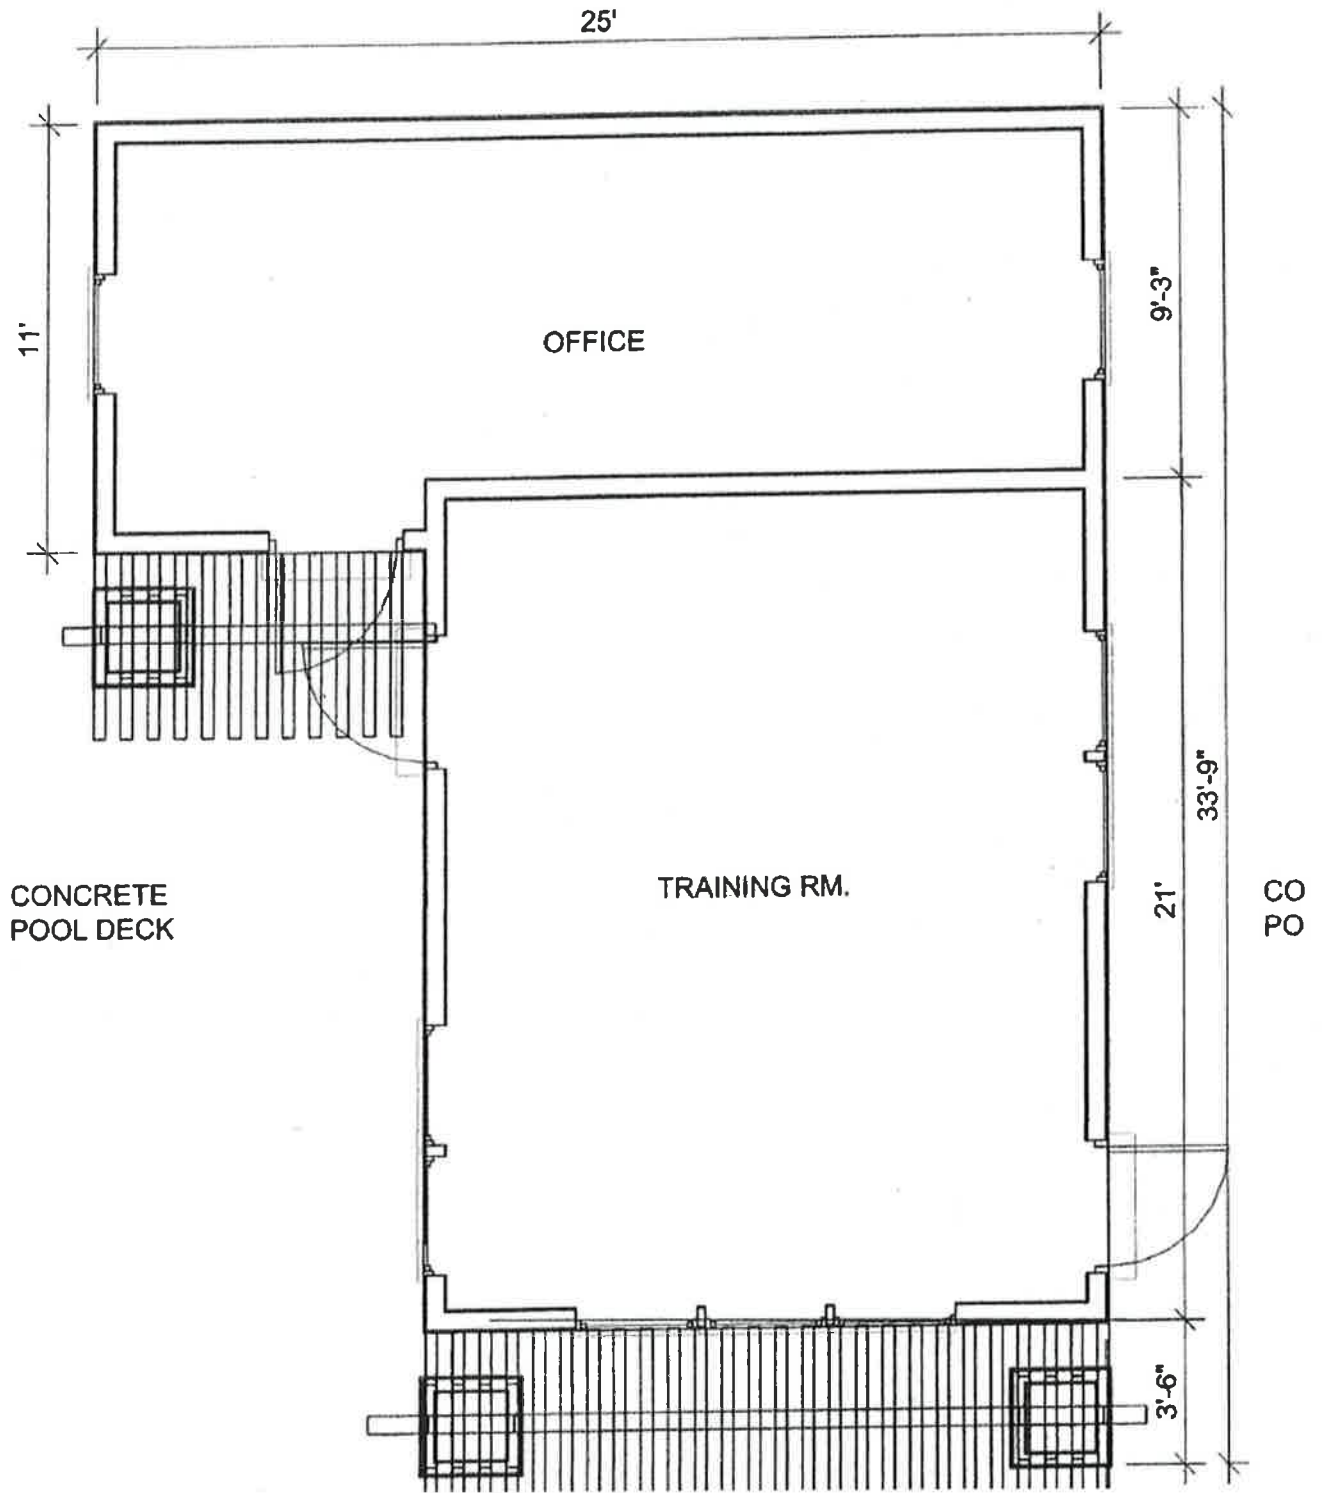 25'
11'
OFFICE
9'-3"
33'-9"
CONCRETE
POOL DECK
TRAINING RM.
21'
CO
PO
3'-6"